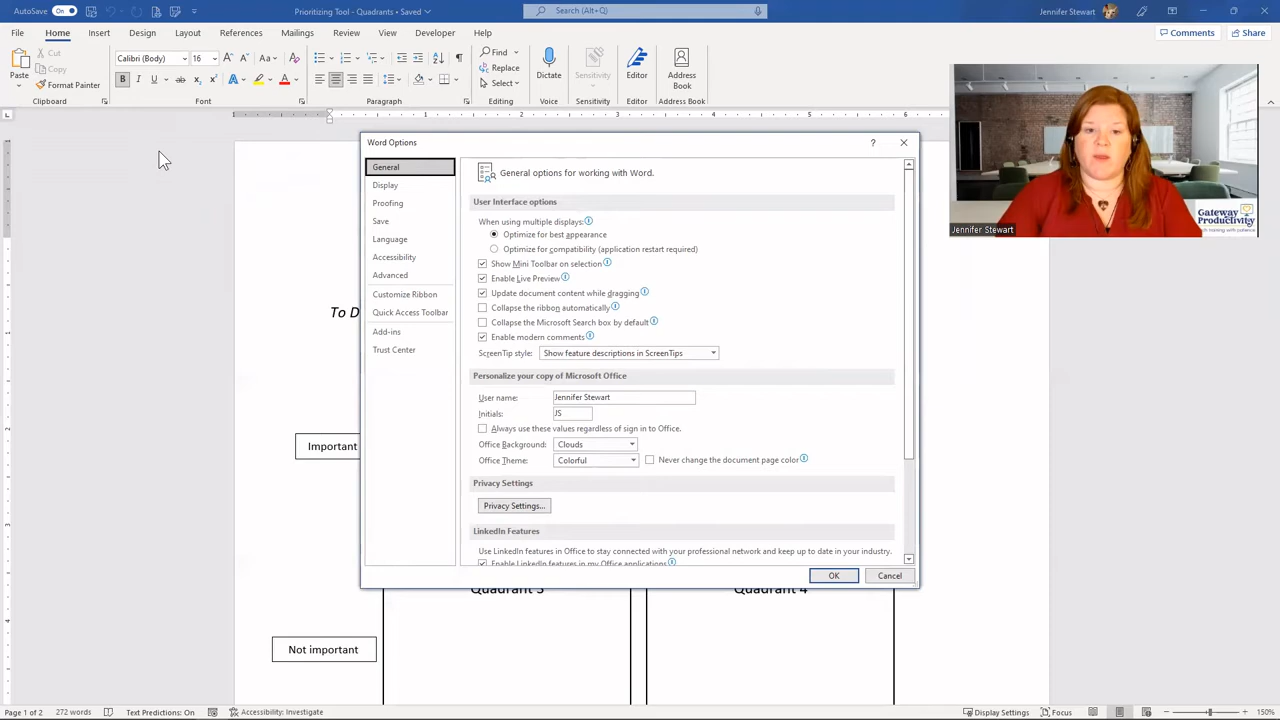 AutoSave On
Prioritizing Tool - Quadrants • Saved
Search (Alt+Q)
Jennifer Stewart
File Home Insert Design Layout References Mailings Review View Developer Help
Comments Share
Paste
Cut
Copy
Format Painter
Calibri (Body) 16
Find
Replace
Select
Dictate
Sensitivity
Editor
Address Book
Clipboard Font Paragraph Editing Voice Sensitivity Editor Address Book
Word Options
General
Display
Proofing
Save
Language
Accessibility
Advanced
Customize Ribbon
Quick Access Toolbar
Add-ins
Trust Center
General options for working with Word.
User Interface options
When using multiple displays:
Optimize for best appearance
Optimize for compatibility (application restart required)
Show Mini Toolbar on selection
Enable Live Preview
Update document content while dragging
Collapse the ribbon automatically
Collapse the Microsoft Search box by default
Enable modern comments
ScreenTip style: Show feature descriptions in ScreenTips
Personalize your copy of Microsoft Office
User name: Jennifer Stewart
Initials: JS
Always use these values regardless of sign in to Office.
Office Background: Clouds
Office Theme: Colorful
Never change the document page color
Privacy Settings
Privacy Settings...
LinkedIn Features
Use LinkedIn features in Office to stay connected with your professional network and keep up to date in your industry.
Enable LinkedIn features in my Office applications
OK Cancel
To D
Important
Quadrant 3 Quadrant 4
Not important
Gateway
Productivity
training with patience
Jennifer Stewart
Page 1 of 2 272 words Text Predictions: On Accessibility: Investigate
Display Settings Focus 150%